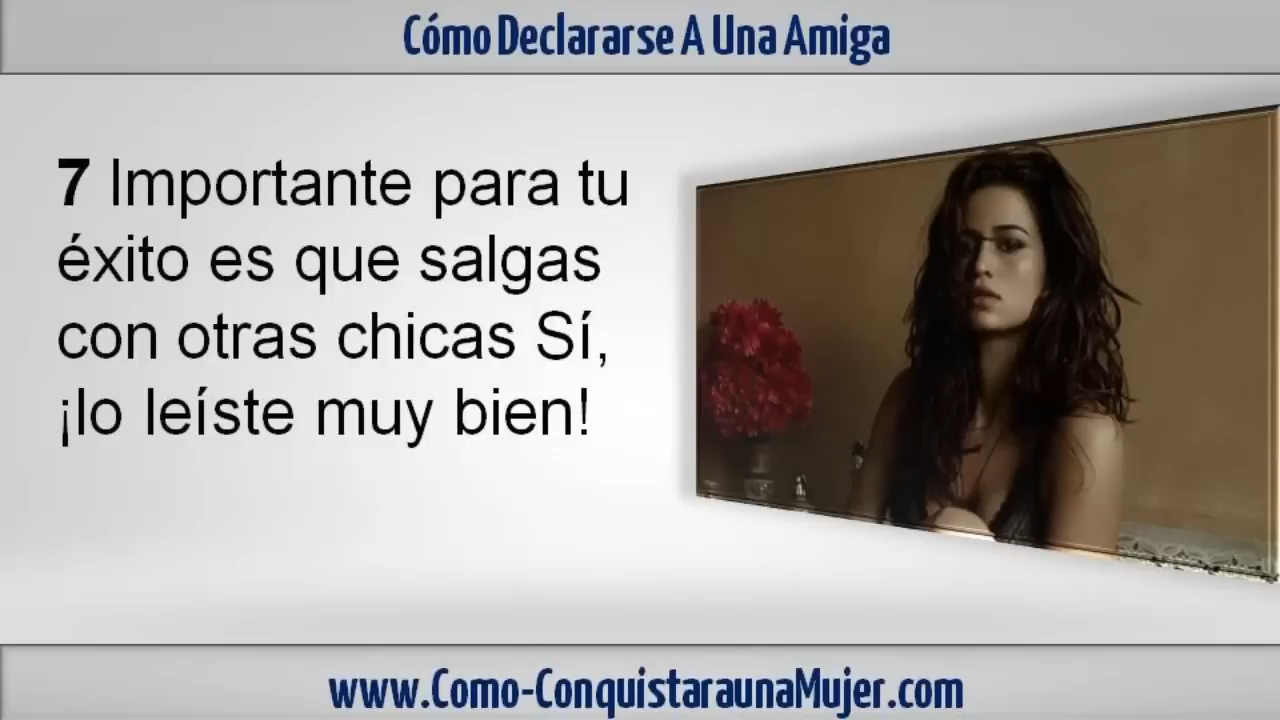 Cómo Declararse A Una Amiga
7 Importante para tu
éxito es que salgas
con otras chicas Sí,
¡lo leíste muy bien!
www.Como-ConquistaraunaMujer.com